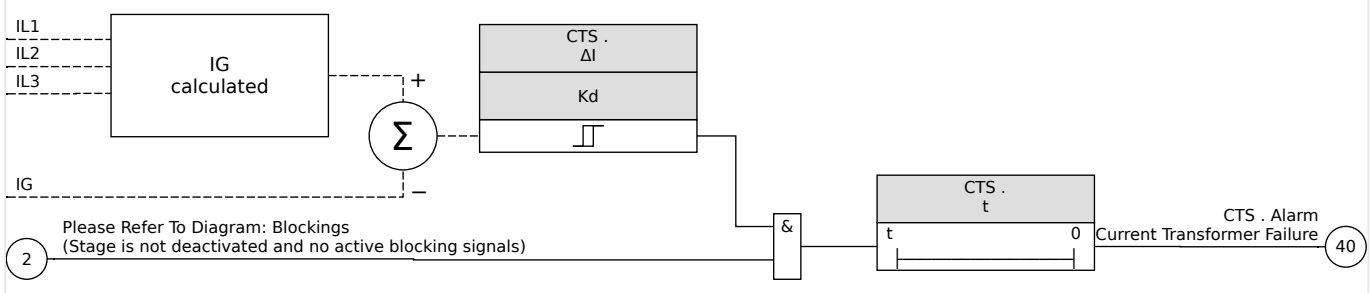 IL1
IL2
IL3
IG
calculated
+
Σ
−
IG
CTS .
ΔI
Kd
Please Refer To Diagram: Blockings
(Stage is not deactivated and no active blocking signals)
2
&
CTS .
t
t 0
CTS . Alarm
Current Transformer Failure
40